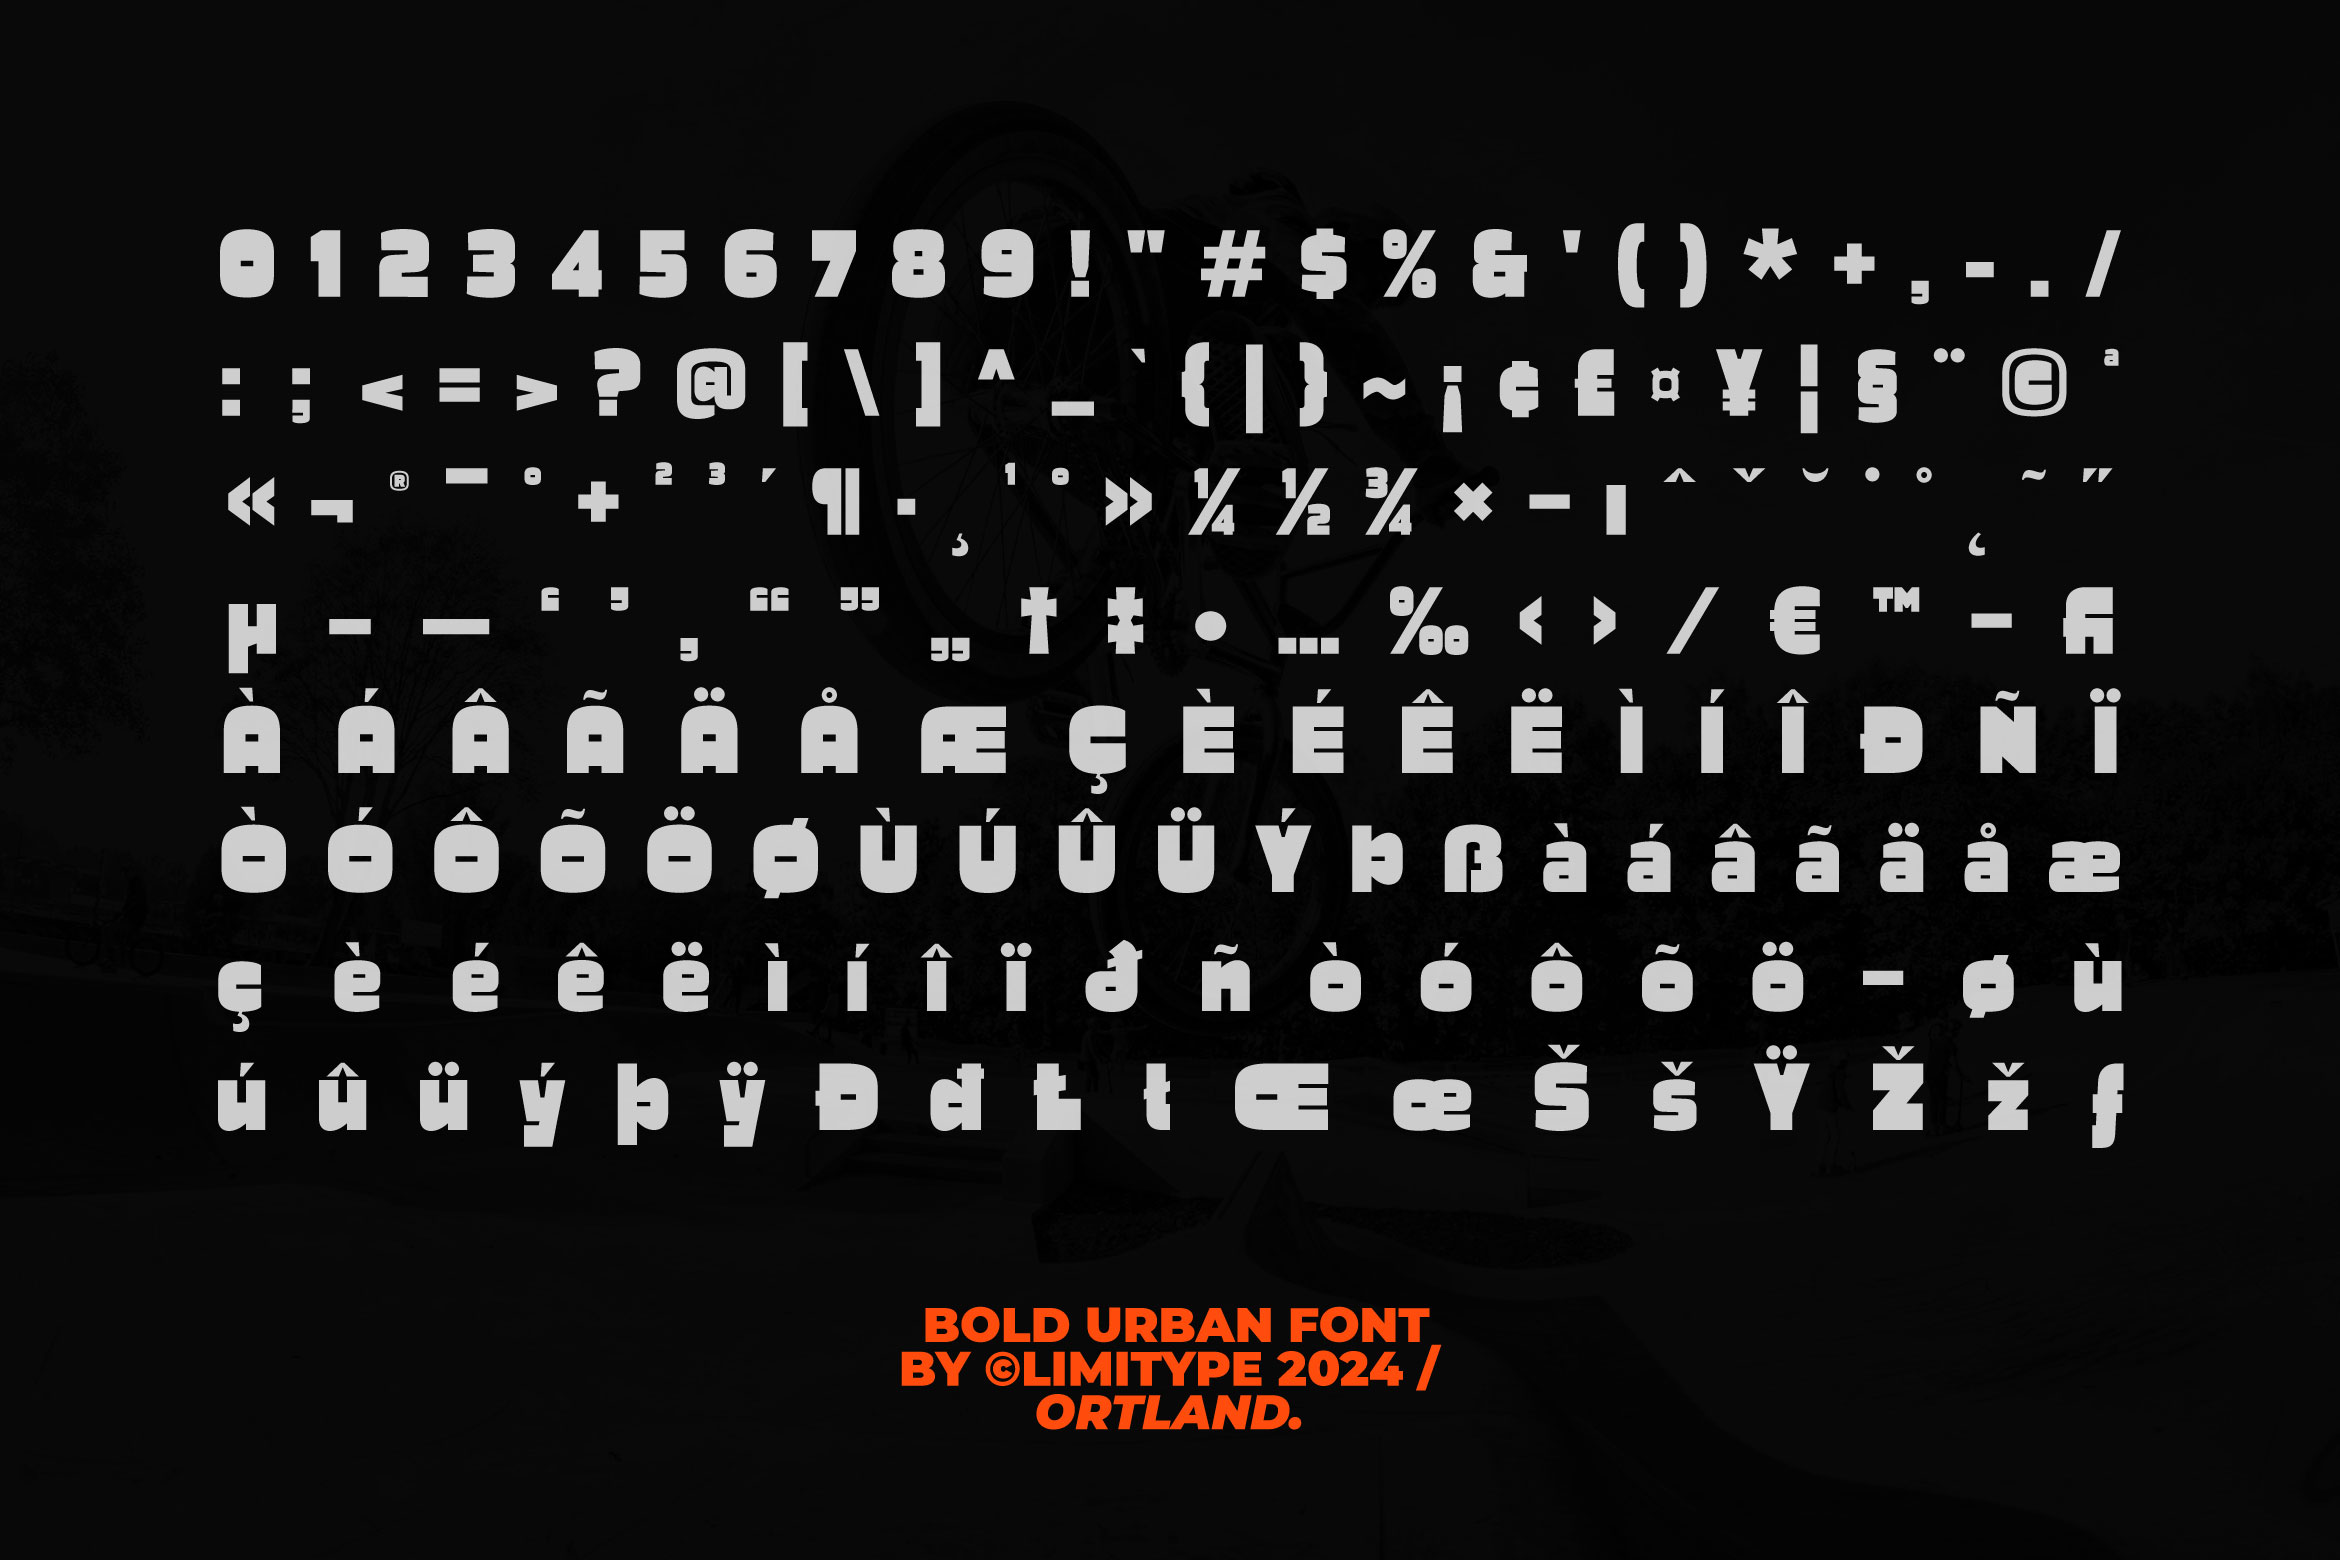 0 1 2 3 4 5 6 7 8 9 ! " # $ % & ' ( ) * + , - . /
: ; < = > ? @ [ \ ] ^ _ ` { | } ~ ¡ ¢ £ ¤ ¥ ¦ § ¨ © ª
« ¬ ® ¯ ° + ² ³ ´ ¶ · ¸ ¹ º » ¼ ½ ¾ × − ı ˆ ˇ ˘ ˙ ˚ ˛ ˜ ˝
µ – — ‘ ’ ‚ “ ” „ † ‡ • … ‰ ‹ › ⁄ € ™ − ﬁ
À Á Â Ã Ä Å Æ Ç È É Ê Ë Ì Í Î Ð Ñ Ï
Ò Ó Ô Õ Ö Ø Ù Ú Û Ü Ý Þ ß à á â ã ä å æ
ç è é ê ë ì í î ï ð ñ ò ó ô õ ö − ø ù
ú û ü ý þ ÿ Đ đ Ł ł Œ œ Š š Ÿ Ž ž ƒ
BOLD URBAN FONT
BY ©LIMITYPE 2024 /
ORTLAND.